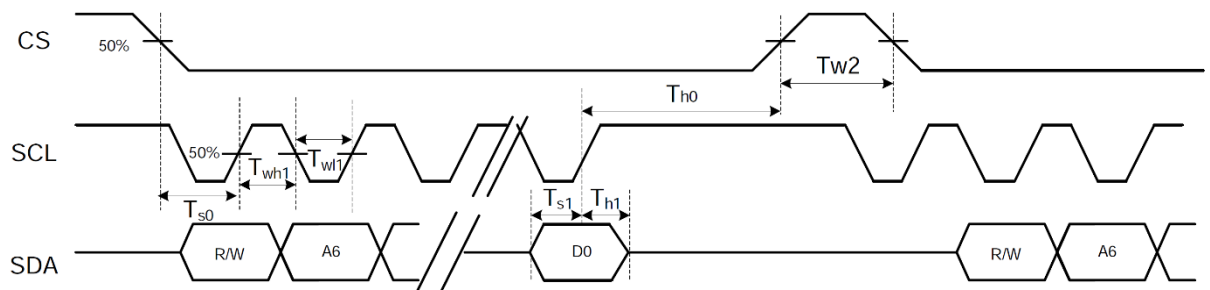 CS
50%
Tw2
Th0
SCL
50%
Twh1
Twl1
Ts0
Ts1
Th1
SDA
R/W
A6
D0
R/W
A6